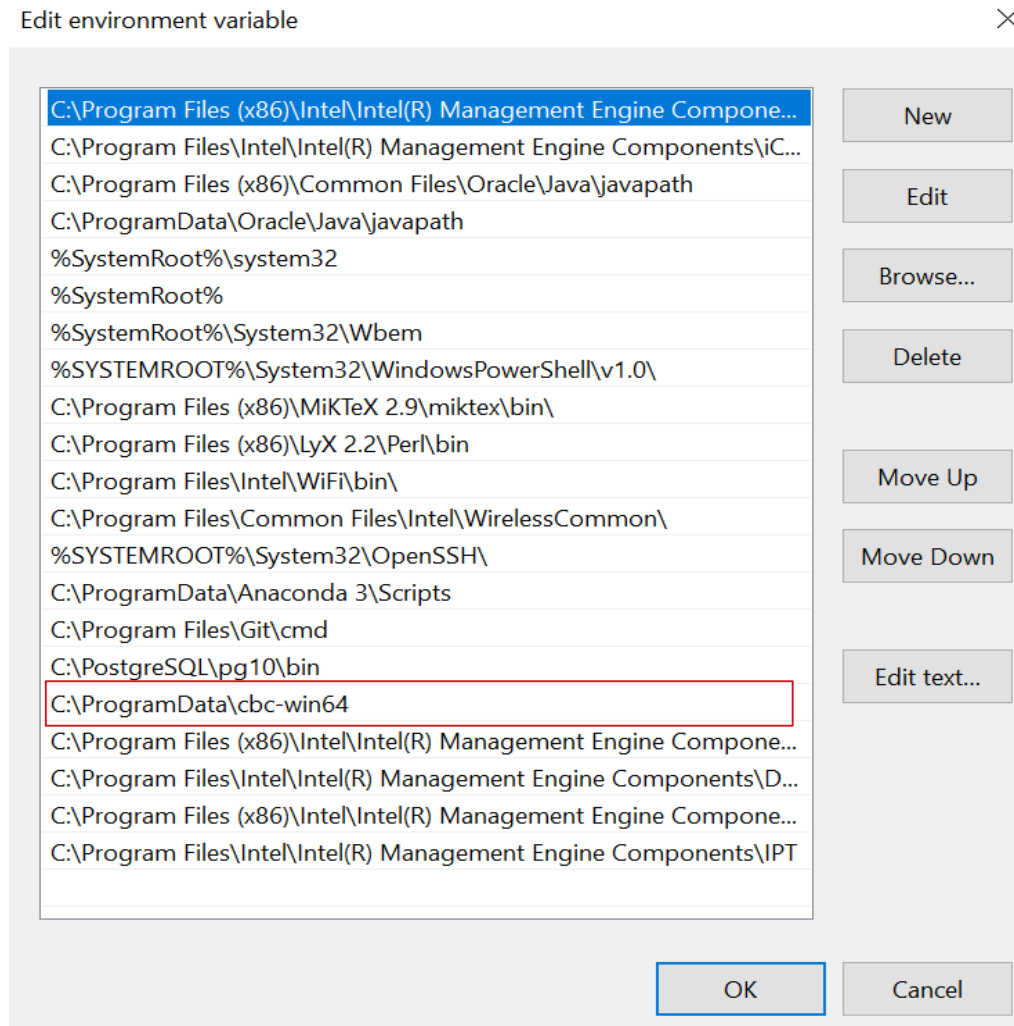 Edit environment variable
C:\Program Files (x86)\Intel\Intel(R) Management Engine Compone...
C:\Program Files\Intel\Intel(R) Management Engine Components\iC...
C:\Program Files (x86)\Common Files\Oracle\Java\javapath
C:\ProgramData\Oracle\Java\javapath
%SystemRoot%\system32
%SystemRoot%
%SystemRoot%\System32\Wbem
%SYSTEMROOT%\System32\WindowsPowerShell\v1.0\
C:\Program Files (x86)\MiKTeX 2.9\miktex\bin\
C:\Program Files (x86)\LyX 2.2\Perl\bin
C:\Program Files\Intel\WiFi\bin\
C:\Program Files\Common Files\Intel\WirelessCommon\
%SYSTEMROOT%\System32\OpenSSH\
C:\ProgramData\Anaconda 3\Scripts
C:\Program Files\Git\cmd
C:\PostgreSQL\pg10\bin
C:\ProgramData\cbc-win64
C:\Program Files (x86)\Intel\Intel(R) Management Engine Compone...
C:\Program Files\Intel\Intel(R) Management Engine Components\D...
C:\Program Files (x86)\Intel\Intel(R) Management Engine Compone...
C:\Program Files\Intel\Intel(R) Management Engine Components\IPT
New
Edit
Browse...
Delete
Move Up
Move Down
Edit text...
OK
Cancel